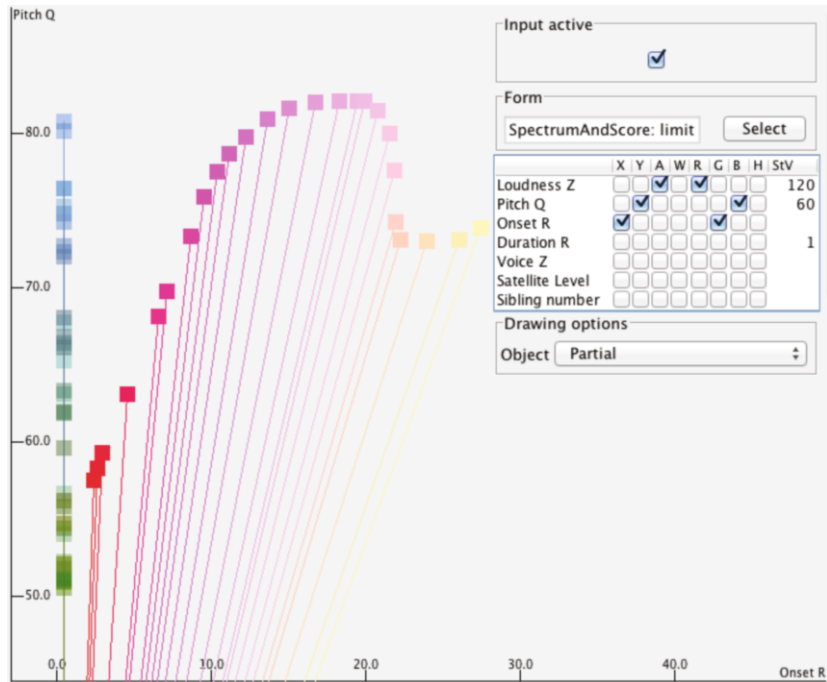 Pitch Q
80.0
70.0
60.0
50.0
0.0 10.0 20.0 30.0 40.0
Onset R
Input active
Form
SpectrumAndScore: limit Select
X Y A W R G B H StV
Loudness Z 120
Pitch Q 60
Onset R
Duration R 1
Voice Z
Satellite Level
Sibling number
Drawing options
Object Partial